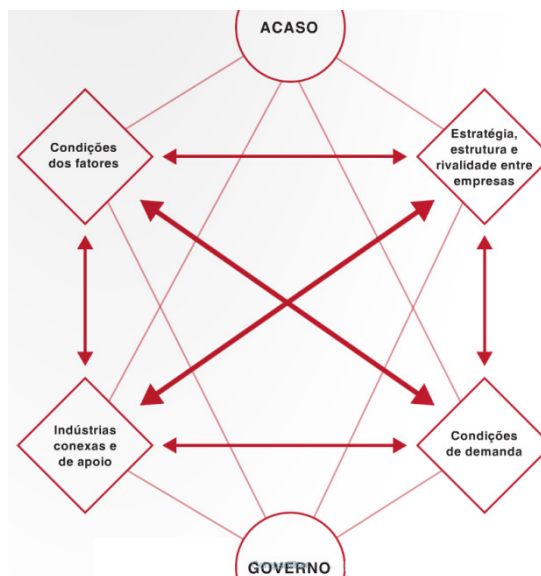 ACASO
Condições
dos fatores
Estratégia,
estrutura e
rivalidade entre
empresas
Indústrias
conexas e
de apoio
Condições
de demanda
GOVERNO